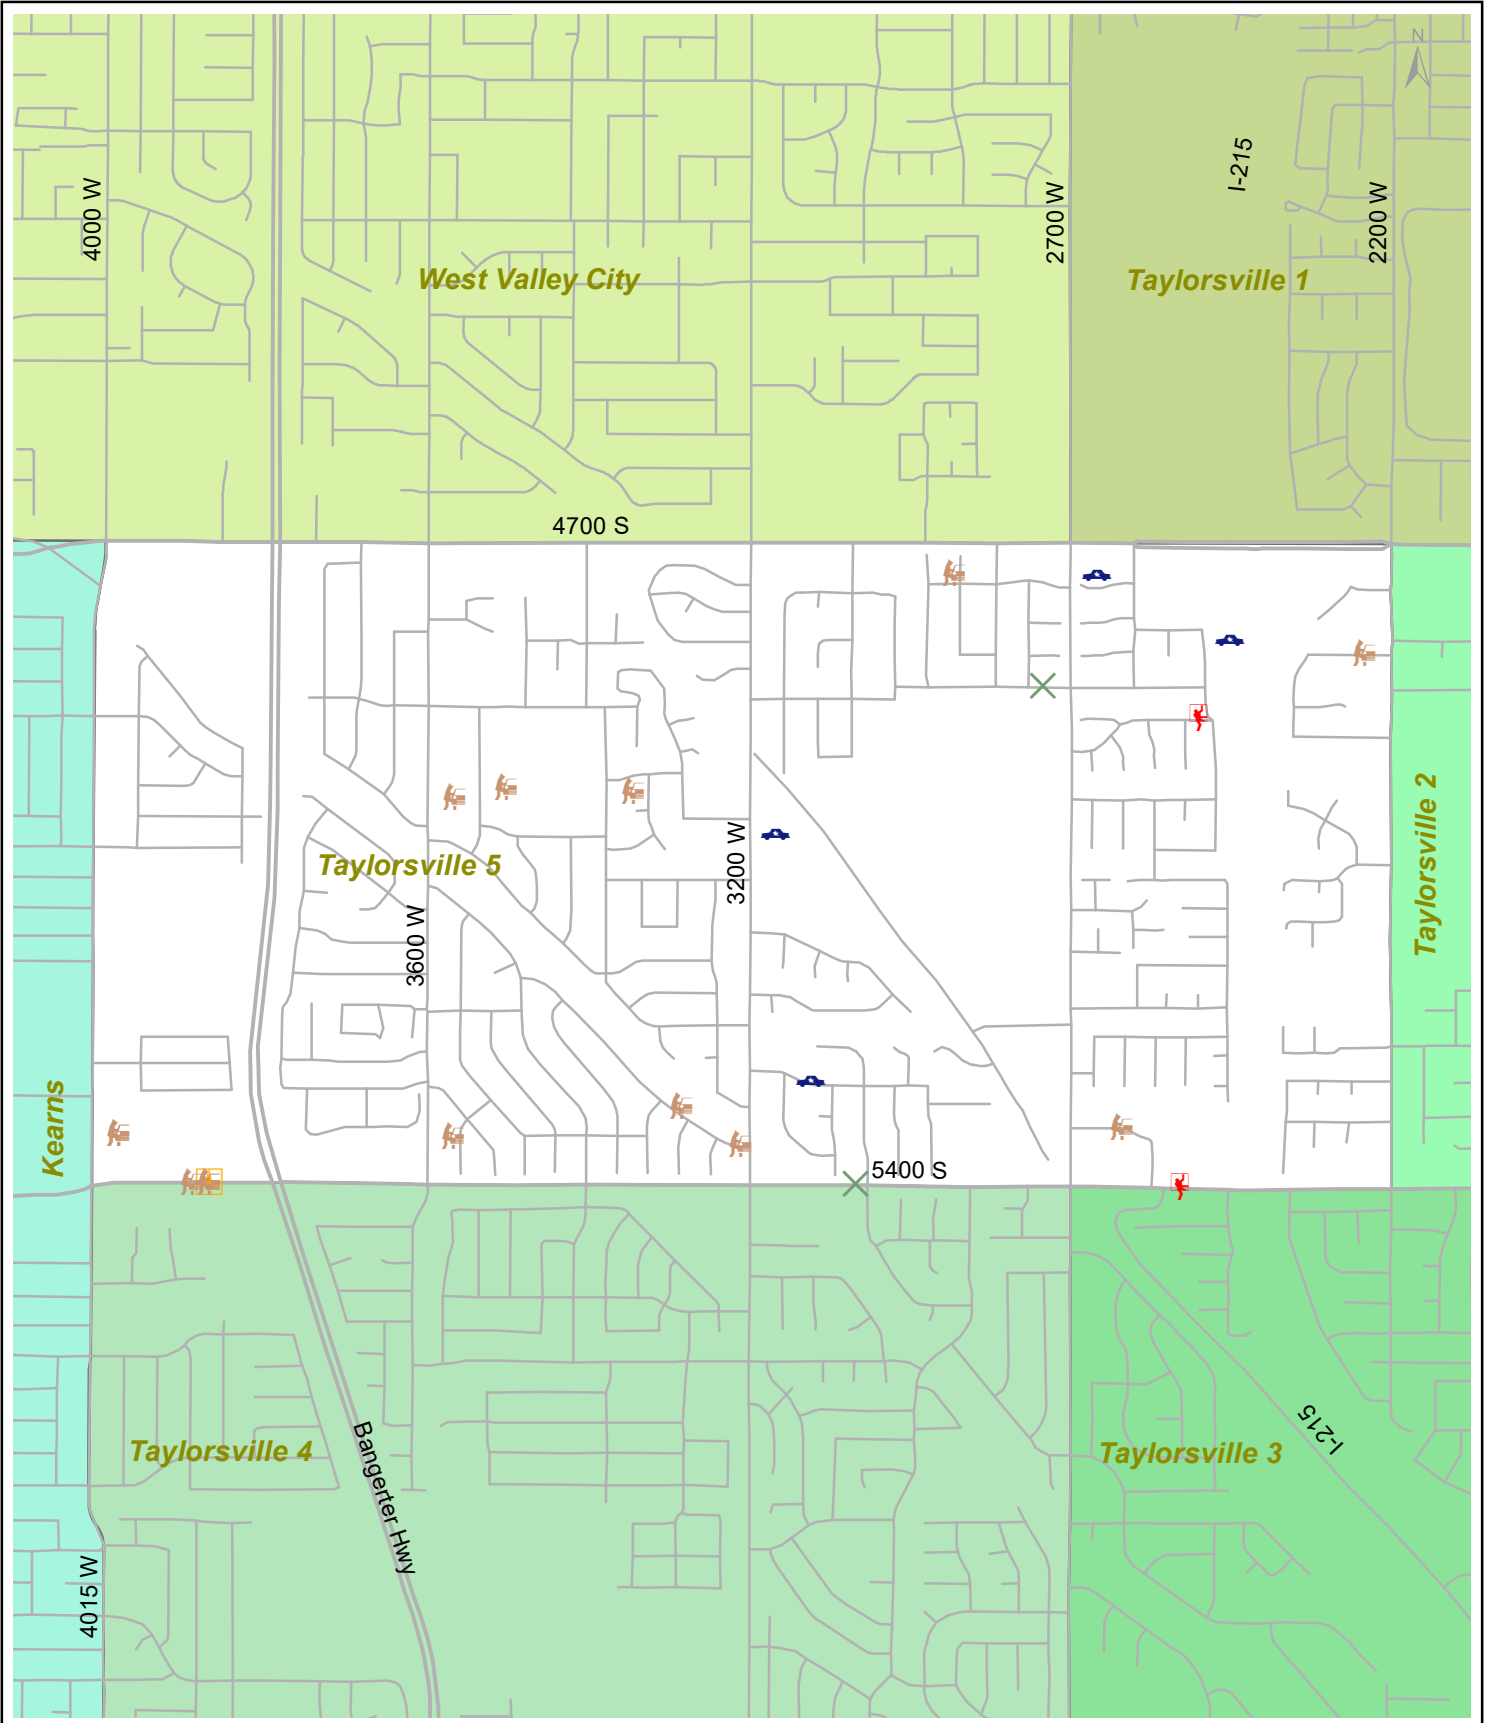 N
I-215
4000 W
2700 W
2200 W
West Valley City
Taylorsville 1
4700 S
Taylorsville 2
3200 W
Taylorsville 5
3600 W
Kearns
5400 S
I-215
Taylorsville 4
Bangerter Hwy
Taylorsville 3
4015 W